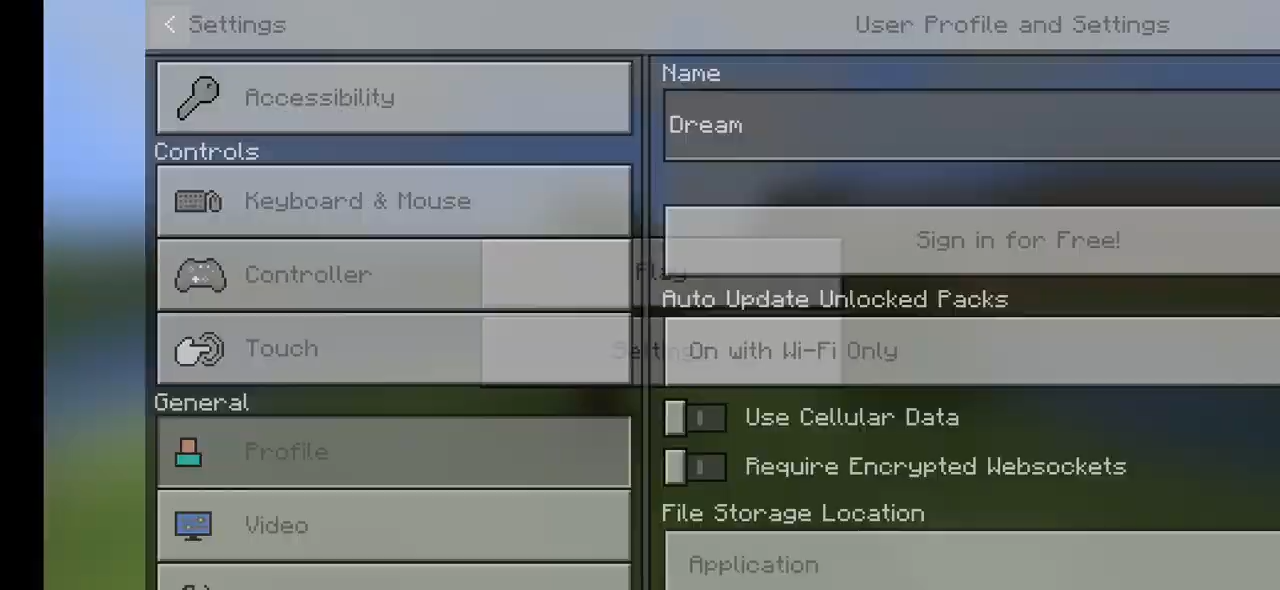 Settings
User Profile and Settings
Accessibility
Controls
Keyboard & Mouse
Controller
Touch
General
Profile
Video
Name
Dream
Sign in for Free!
Play
Auto Update Unlocked Packs
On with Wi-Fi Only
Use Cellular Data
Require Encrypted Websockets
File Storage Location
Application